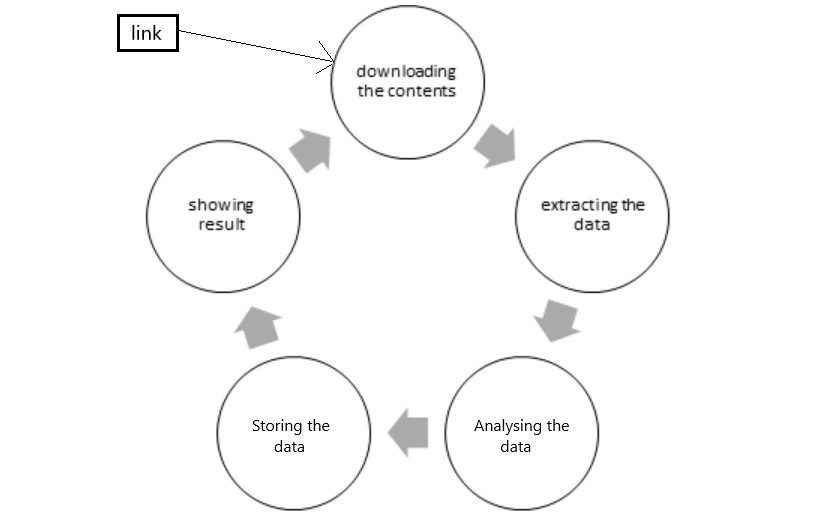 link
downloading
the contents
extracting the
data
Analysing the
data
Storing the
data
showing
result